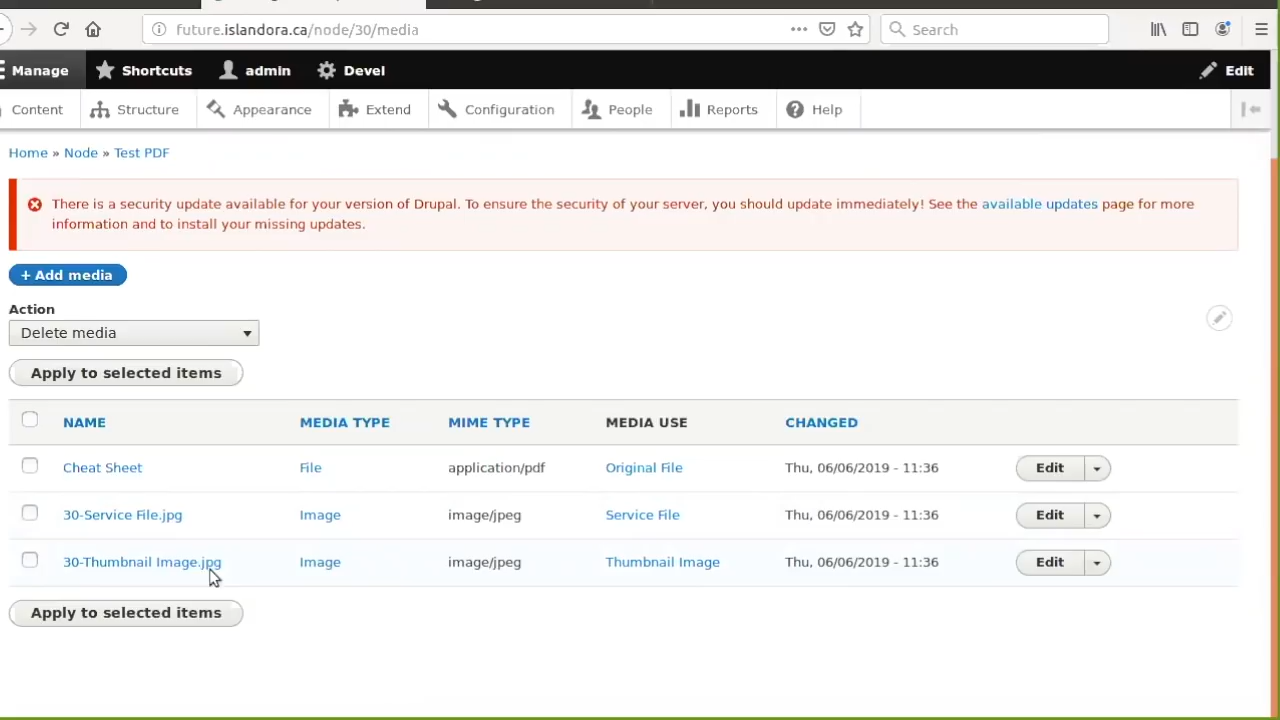 future.islandora.ca/node/30/media
Search
Manage Shortcuts admin Devel Edit
Content Structure Appearance Extend Configuration People Reports Help
Home » Node » Test PDF
There is a security update available for your version of Drupal. To ensure the security of your server, you should update immediately! See the available updates page for more
information and to install your missing updates.
+ Add media
Action
Delete media
Apply to selected items
NAME MEDIA TYPE MIME TYPE MEDIA USE CHANGED
Cheat Sheet File application/pdf Original File Thu, 06/06/2019 - 11:36 Edit
30-Service File.jpg Image image/jpeg Service File Thu, 06/06/2019 - 11:36 Edit
30-Thumbnail Image.jpg Image image/jpeg Thumbnail Image Thu, 06/06/2019 - 11:36 Edit
Apply to selected items